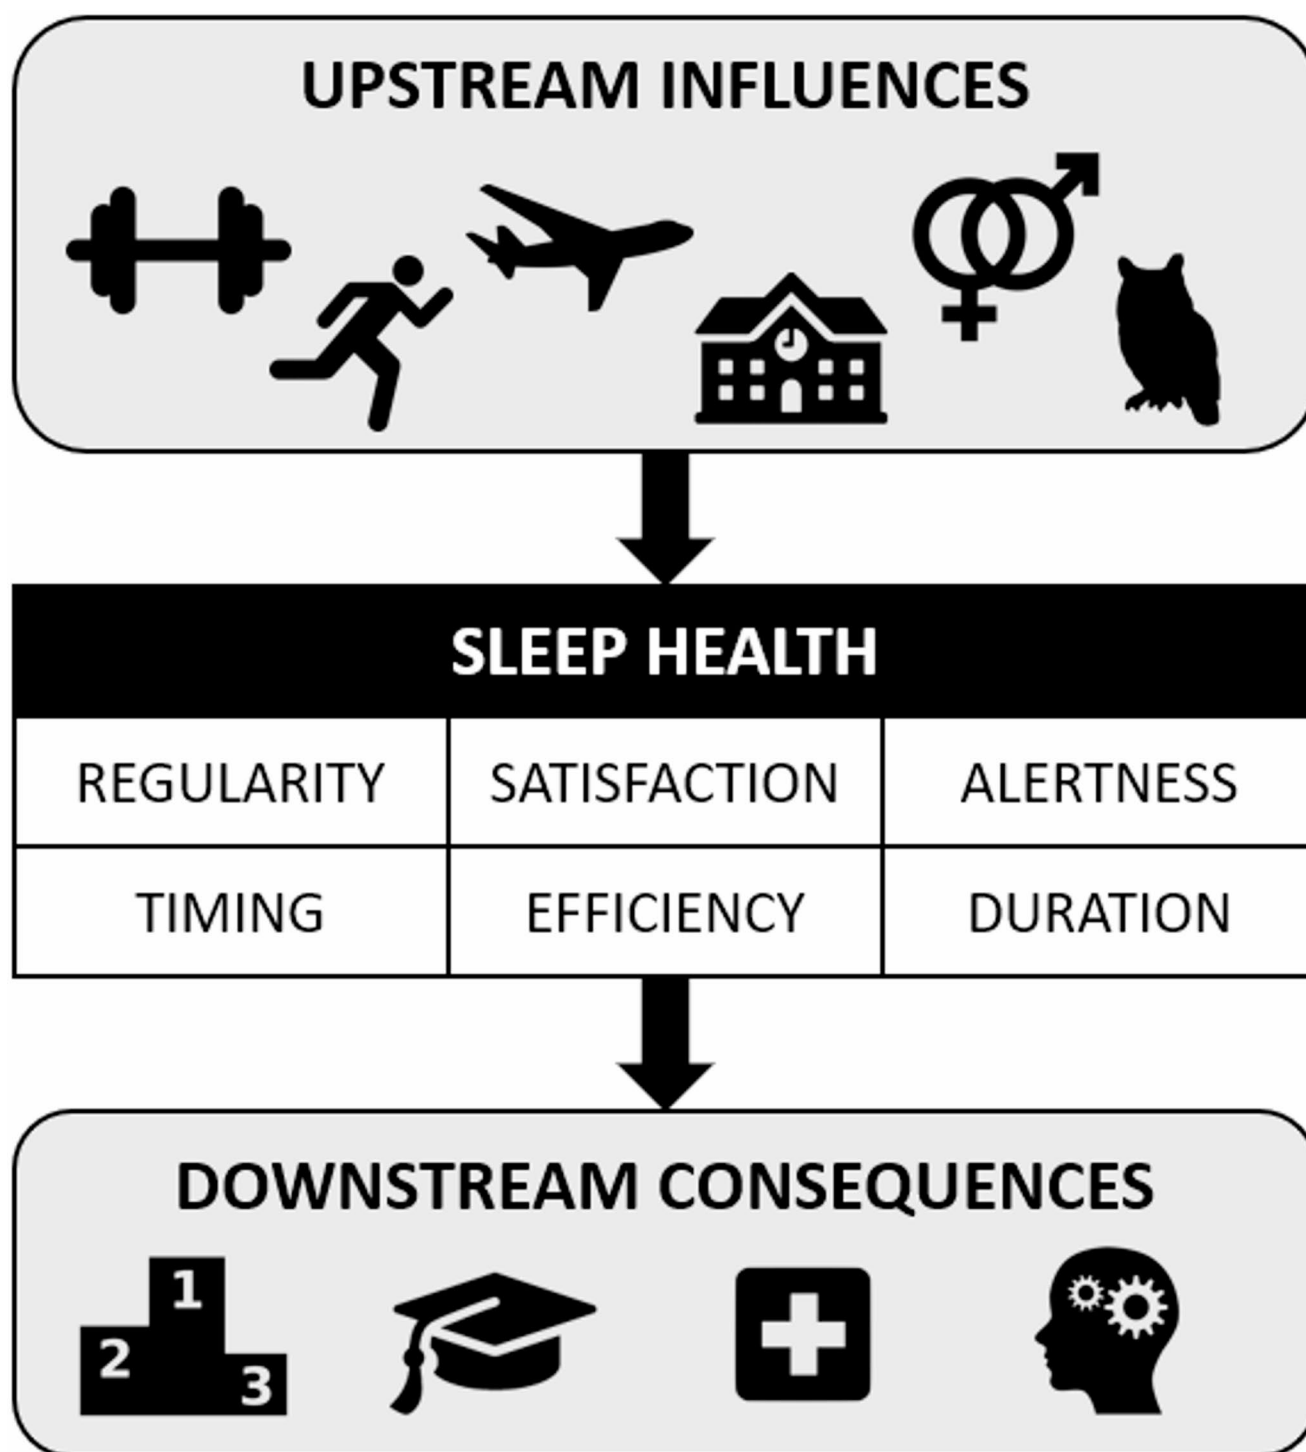 UPSTREAM INFLUENCES
SLEEP HEALTH
REGULARITY SATISFACTION ALERTNESS
TIMING EFFICIENCY DURATION
DOWNSTREAM CONSEQUENCES
1
2
3